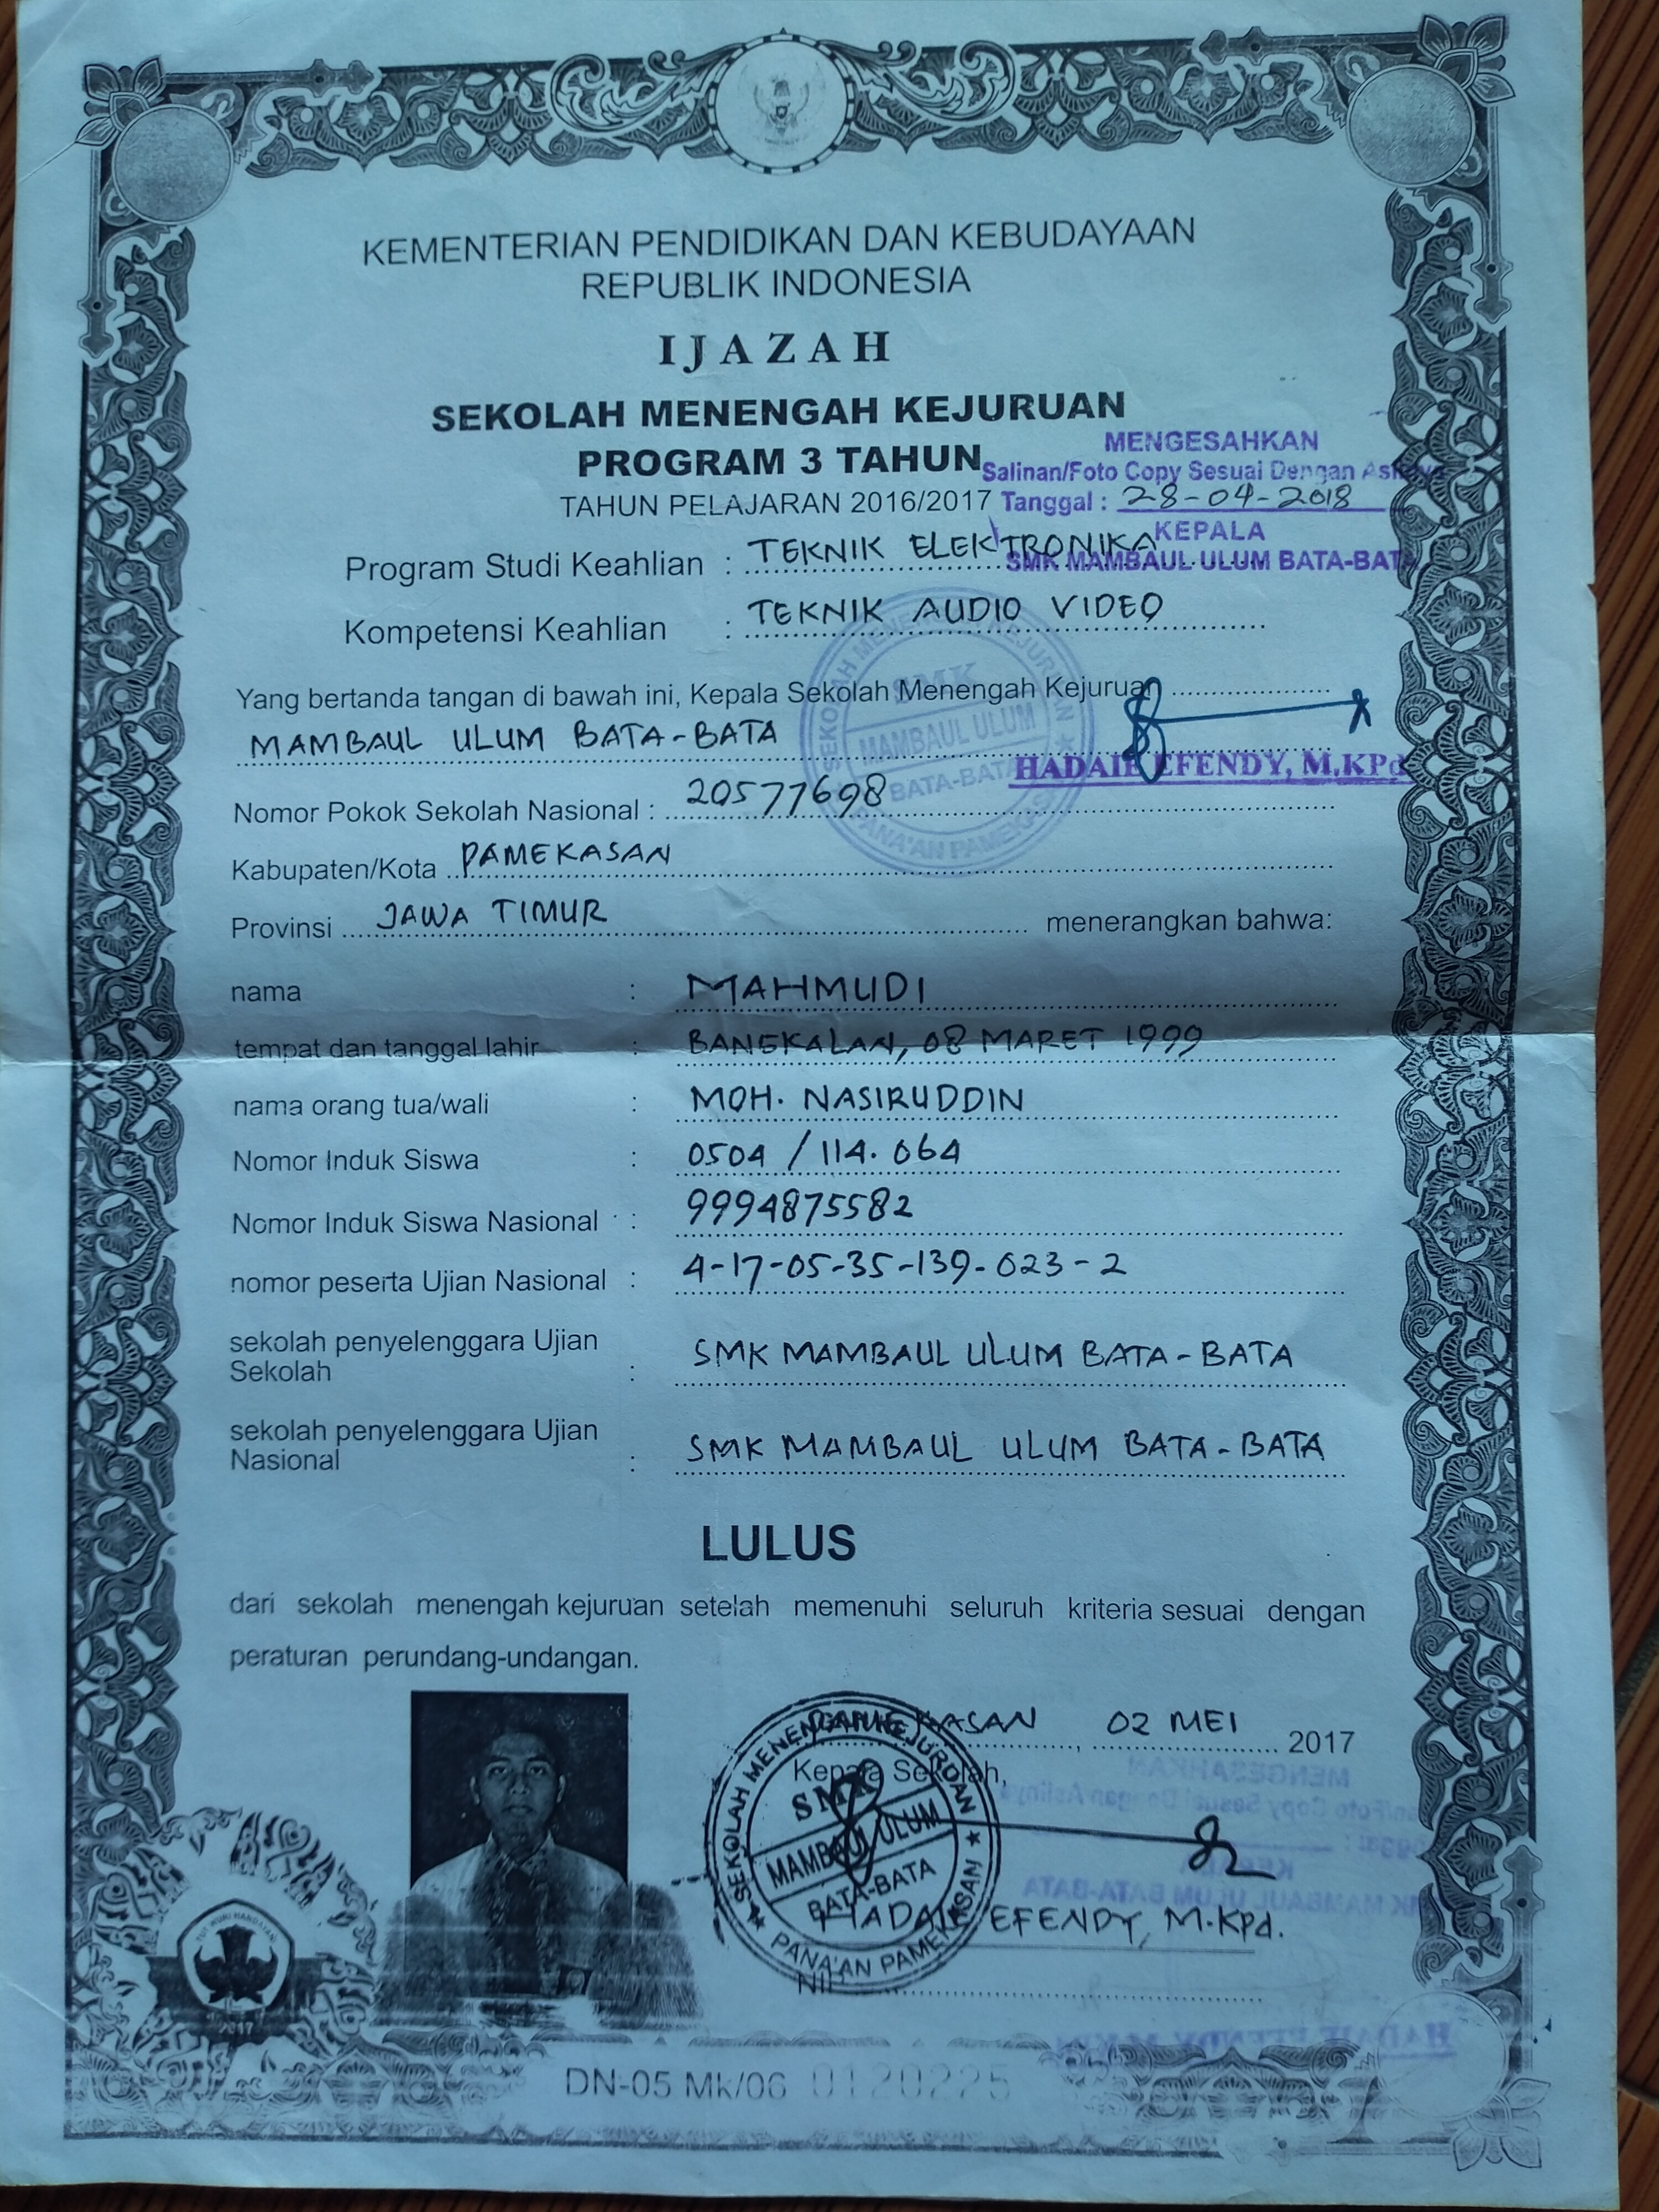 KEMENTERIAN PENDIDIKAN DAN KEBUDAYAAN
REPUBLIK INDONESIA
IJAZAH
SEKOLAH MENENGAH KEJURUAN
PROGRAM 3 TAHUN
TAHUN PELAJARAN 2016/2017
MENGESAHKAN
Salinan/Foto Copy Sesuai Dengan
Tanggal : 28-04-2018
KEPALA
SMK MAMBAUL ULUM BATA-BATA
Program Studi Keahlian : TEKNIK ELEKTRONIKA
Kompetensi Keahlian : TEKNIK AUDIO VIDEO
Yang bertanda tangan di bawah ini, Kepala Sekolah Menengah Kejuruan
MAMBAUL ULUM BATA-BATA
SEKOLAH MENENGAH KEJURUAN
SMK
MAMBAUL ULUM
BATA-BATA
PANA'AN PAMEKASAN
HADAIE EFENDY, M.KPd
Nomor Pokok Sekolah Nasional : 20577698
Kabupaten/Kota PAMEKASAN
Provinsi JAWA TIMUR menerangkan bahwa:
nama : MAHMUDI
tempat dan tanggal lahir : BANGKALAN, 08 MARET 1999
nama orang tua/wali : MOH. NASIRUDDIN
Nomor Induk Siswa : 0504 / 114.064
Nomor Induk Siswa Nasional : 9994875582
nomor peserta Ujian Nasional : 4-17-05-35-139-023-2
sekolah penyelenggara Ujian
Sekolah : SMK MAMBAUL ULUM BATA-BATA
sekolah penyelenggara Ujian
Nasional : SMK MAMBAUL ULUM BATA-BATA
LULUS
dari sekolah menengah kejuruan setelah memenuhi seluruh kriteria sesuai dengan
peraturan perundang-undangan.
PAMEKASAN, 02 MEI 2017
Kepala Sekolah,
SEKOLAH MENENGAH KEJURUAN
SMK
MAMBAUL ULUM
BATA-BATA
PANA'AN PAMEKASAN
HADAIE EFENDY, M.KPd.
NIP
TUT WURI HANDAYANI
2017
DN-05 Mk/06 0120225